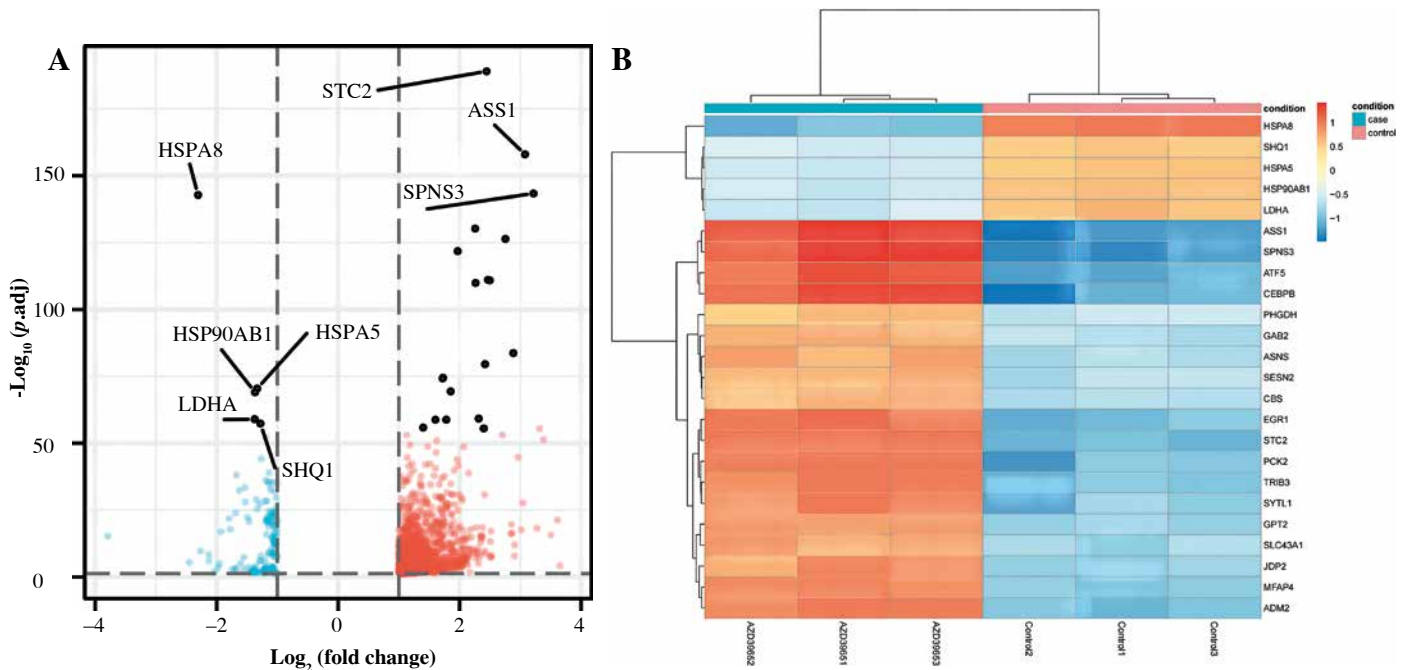 A
STC2
ASS1
HSPA8
SPNS3
HSP90AB1
HSPA5
LDHA
SHQ1
150
100
50
0
-Log10 (p.adj)
−4
−2
0
2
4
Log2 (fold change)
B
condition
HSPA8
SHQ1
HSPA5
HSP90AB1
LDHA
ASS1
SPNS3
ATF5
CEBPB
PHGDH
GAB2
ASNS
SESN2
CBS
EGR1
STC2
PCK2
TRIB3
SYTL1
GPT2
SLC43A1
JDP2
MFAP4
ADM2
1
0.5
0
−0.5
−1
condition
case
control
AZD39652
AZD39651
AZD39653
Control2
Control1
Control3